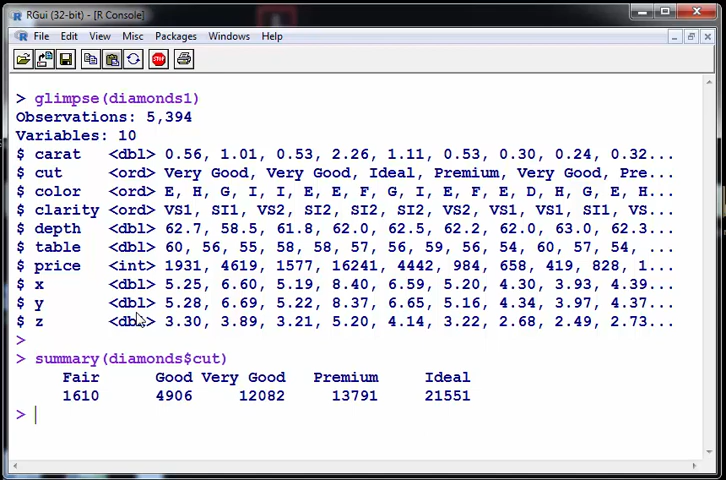 RGui (32-bit) - [R Console]
File Edit View Misc Packages Windows Help
STOP
> glimpse(diamonds1)
Observations: 5,394
Variables: 10
$ carat <dbl> 0.56, 1.01, 0.53, 2.26, 1.11, 0.53, 0.30, 0.24, 0.32...
$ cut <ord> Very Good, Very Good, Ideal, Premium, Very Good, Pre...
$ color <ord> E, H, G, I, I, E, E, F, G, I, E, F, E, D, H, G, E, H...
$ clarity <ord> VS1, SI1, VS2, SI2, SI2, SI2, VS2, VS1, VS1, SI1, VS...
$ depth <dbl> 62.7, 58.5, 61.8, 62.0, 62.5, 62.2, 62.0, 63.0, 62.3...
$ table <dbl> 60, 56, 55, 58, 58, 57, 56, 59, 56, 54, 60, 57, 54, ...
$ price <int> 1931, 4619, 1577, 16241, 4442, 984, 658, 419, 828, 1...
$ x <dbl> 5.25, 6.60, 5.19, 8.40, 6.59, 5.20, 4.30, 3.93, 4.39...
$ y <dbl> 5.28, 6.69, 5.22, 8.37, 6.65, 5.16, 4.34, 3.97, 4.37...
$ z <dbl> 3.30, 3.89, 3.21, 5.20, 4.14, 3.22, 2.68, 2.49, 2.73...
>
> summary(diamonds$cut)
Fair Good Very Good Premium Ideal
1610 4906 12082 13791 21551
>